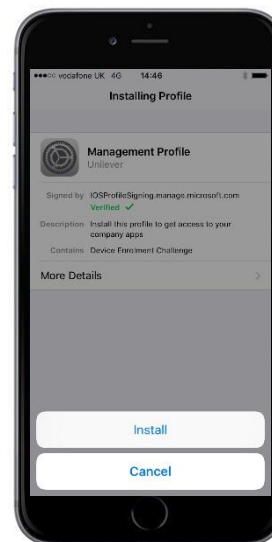 ●●●○○ vodafone UK 4G 14:46
Installing Profile
Management Profile
Unilever
Signed by IOSProfileSigning.manage.microsoft.com
Verified ✓
Description Install this profile to get access to your
company apps
Contains Device Enrolment Challenge
More Details
Install
Cancel